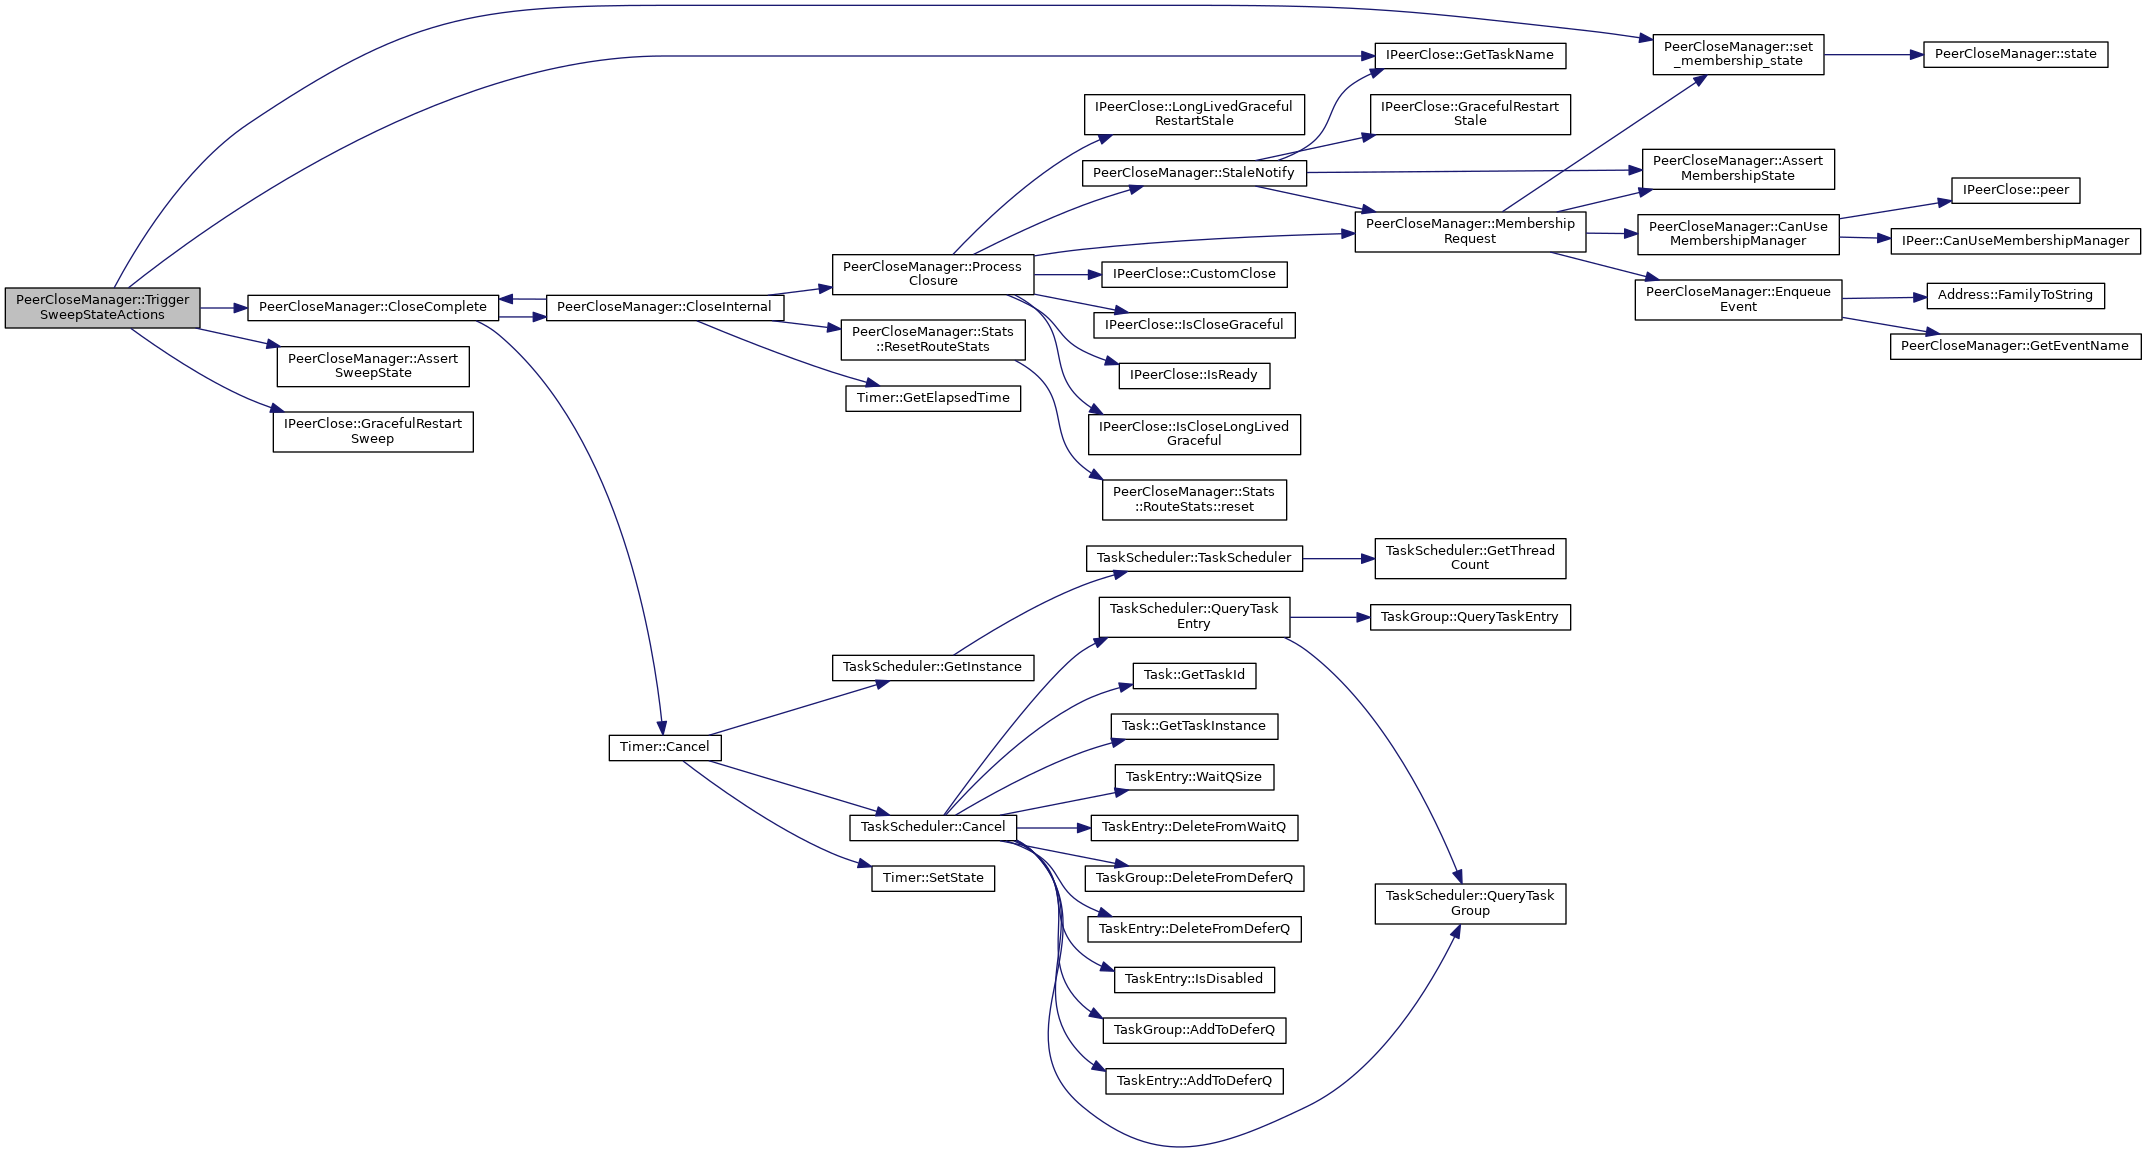 PeerCloseManager::Trigger
SweepStateActions
PeerCloseManager::CloseComplete
PeerCloseManager::Assert
SweepState
IPeerClose::GracefulRestart
Sweep
PeerCloseManager::CloseInternal
Timer::Cancel
PeerCloseManager::Process
Closure
PeerCloseManager::Stats
::ResetRouteStats
Timer::GetElapsedTime
TaskScheduler::GetInstance
TaskScheduler::Cancel
Timer::SetState
IPeerClose::LongLivedGraceful
RestartStale
PeerCloseManager::StaleNotify
IPeerClose::CustomClose
IPeerClose::IsCloseGraceful
IPeerClose::IsReady
IPeerClose::IsCloseLongLived
Graceful
PeerCloseManager::Stats
::RouteStats::reset
TaskScheduler::TaskScheduler
TaskScheduler::QueryTask
Entry
Task::GetTaskId
Task::GetTaskInstance
TaskEntry::WaitQSize
TaskEntry::DeleteFromWaitQ
TaskGroup::DeleteFromDeferQ
TaskEntry::DeleteFromDeferQ
TaskEntry::IsDisabled
TaskGroup::AddToDeferQ
TaskEntry::AddToDeferQ
IPeerClose::GetTaskName
IPeerClose::GracefulRestart
Stale
PeerCloseManager::Membership
Request
TaskScheduler::GetThread
Count
TaskGroup::QueryTaskEntry
TaskScheduler::QueryTask
Group
PeerCloseManager::set
_membership_state
PeerCloseManager::Assert
MembershipState
PeerCloseManager::CanUse
MembershipManager
PeerCloseManager::Enqueue
Event
PeerCloseManager::state
IPeerClose::peer
IPeer::CanUseMembershipManager
Address::FamilyToString
PeerCloseManager::GetEventName